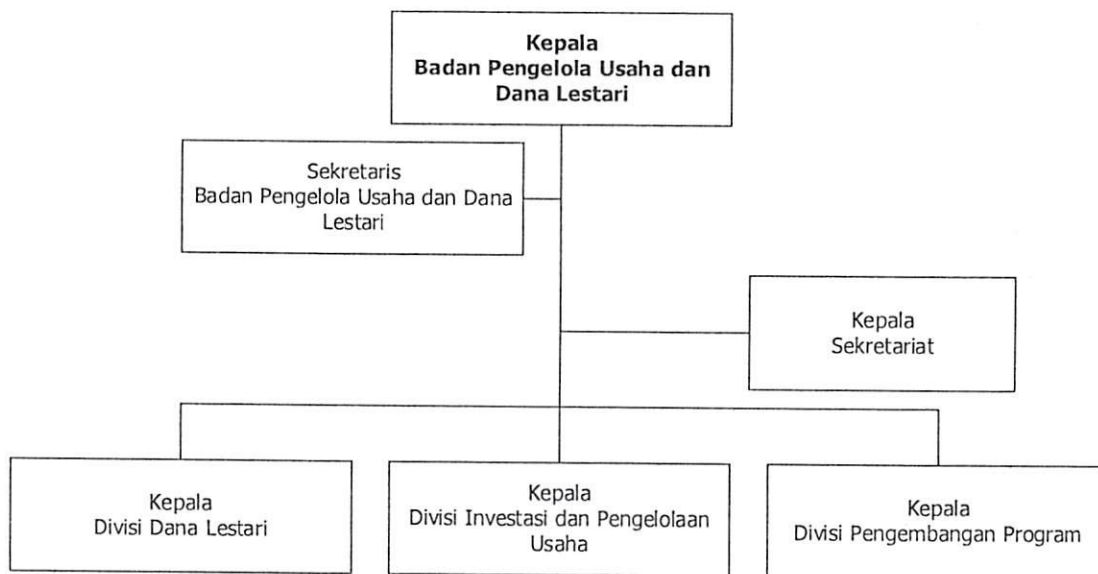 Kepala
Badan Pengelola Usaha dan
Dana Lestari
Sekretaris
Badan Pengelola Usaha dan Dana
Lestari
Kepala
Sekretariat
Kepala
Divisi Dana Lestari
Kepala
Divisi Investasi dan Pengelolaan
Usaha
Kepala
Divisi Pengembangan Program